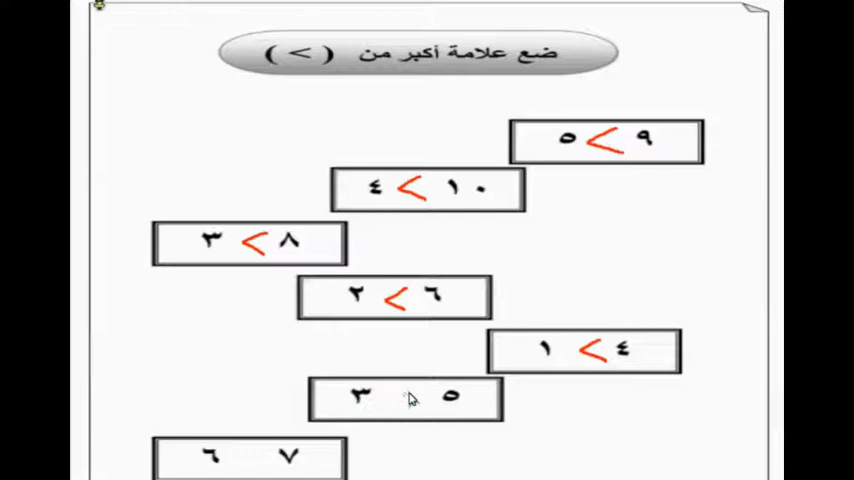 ضع علامة أكبر من ( > )
٩ > ٥
١٠ > ٤
٨ > ٣
٦ > ٢
٤ > ١
٥ ٣
٧ ٦